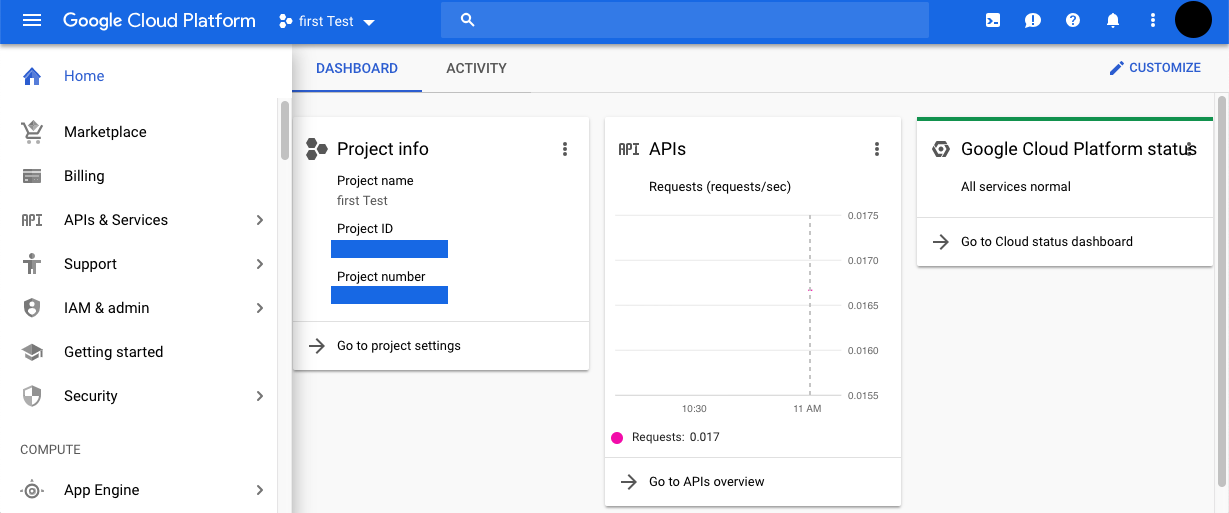 Google Cloud Platform
first Test
Home
Marketplace
Billing
API
APIs & Services
Support
IAM & admin
Getting started
Security
COMPUTE
App Engine
DASHBOARD
ACTIVITY
CUSTOMIZE
Project info
Project name
first Test
Project ID
Project number
Go to project settings
API
APIs
Requests (requests/sec)
0.0175
0.0170
0.0165
0.0160
0.0155
10:30
11 AM
Requests: 0.017
Go to APIs overview
Google Cloud Platform status
All services normal
Go to Cloud status dashboard